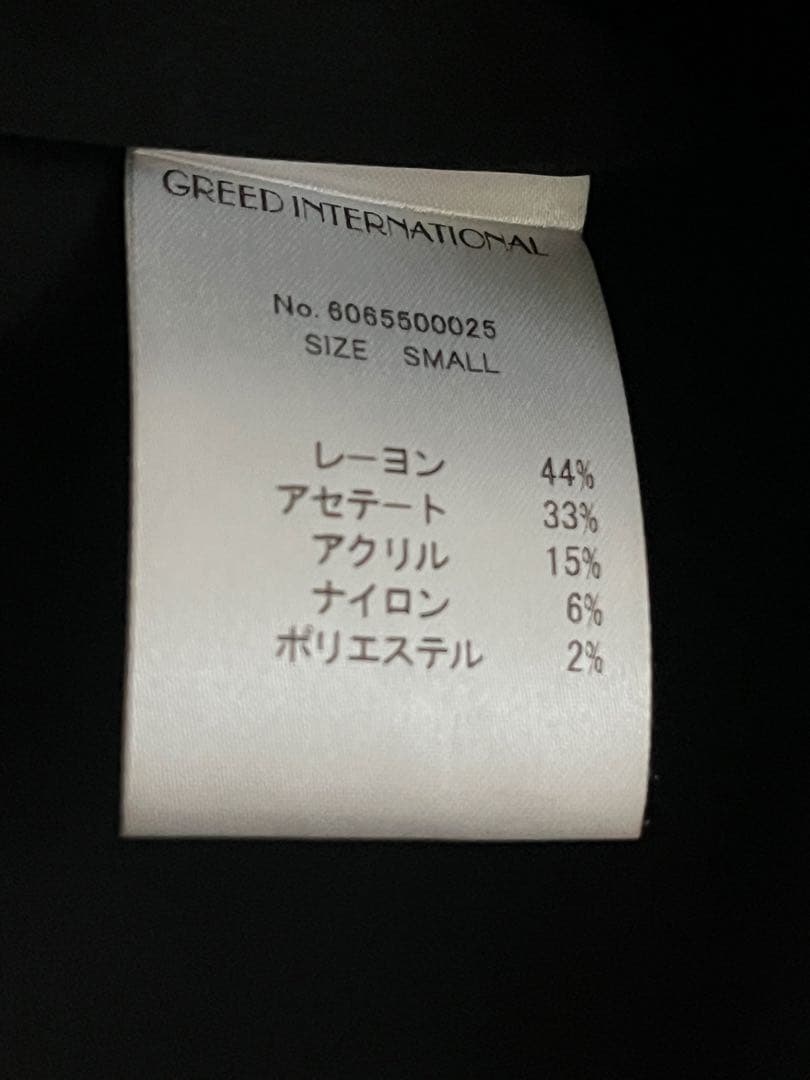 GREED INTERNATIONAL
No. 6065500025
SIZE SMALL
レーヨン 44%
アセテート 33%
アクリル 15%
ナイロン 6%
ポリエステル 2%